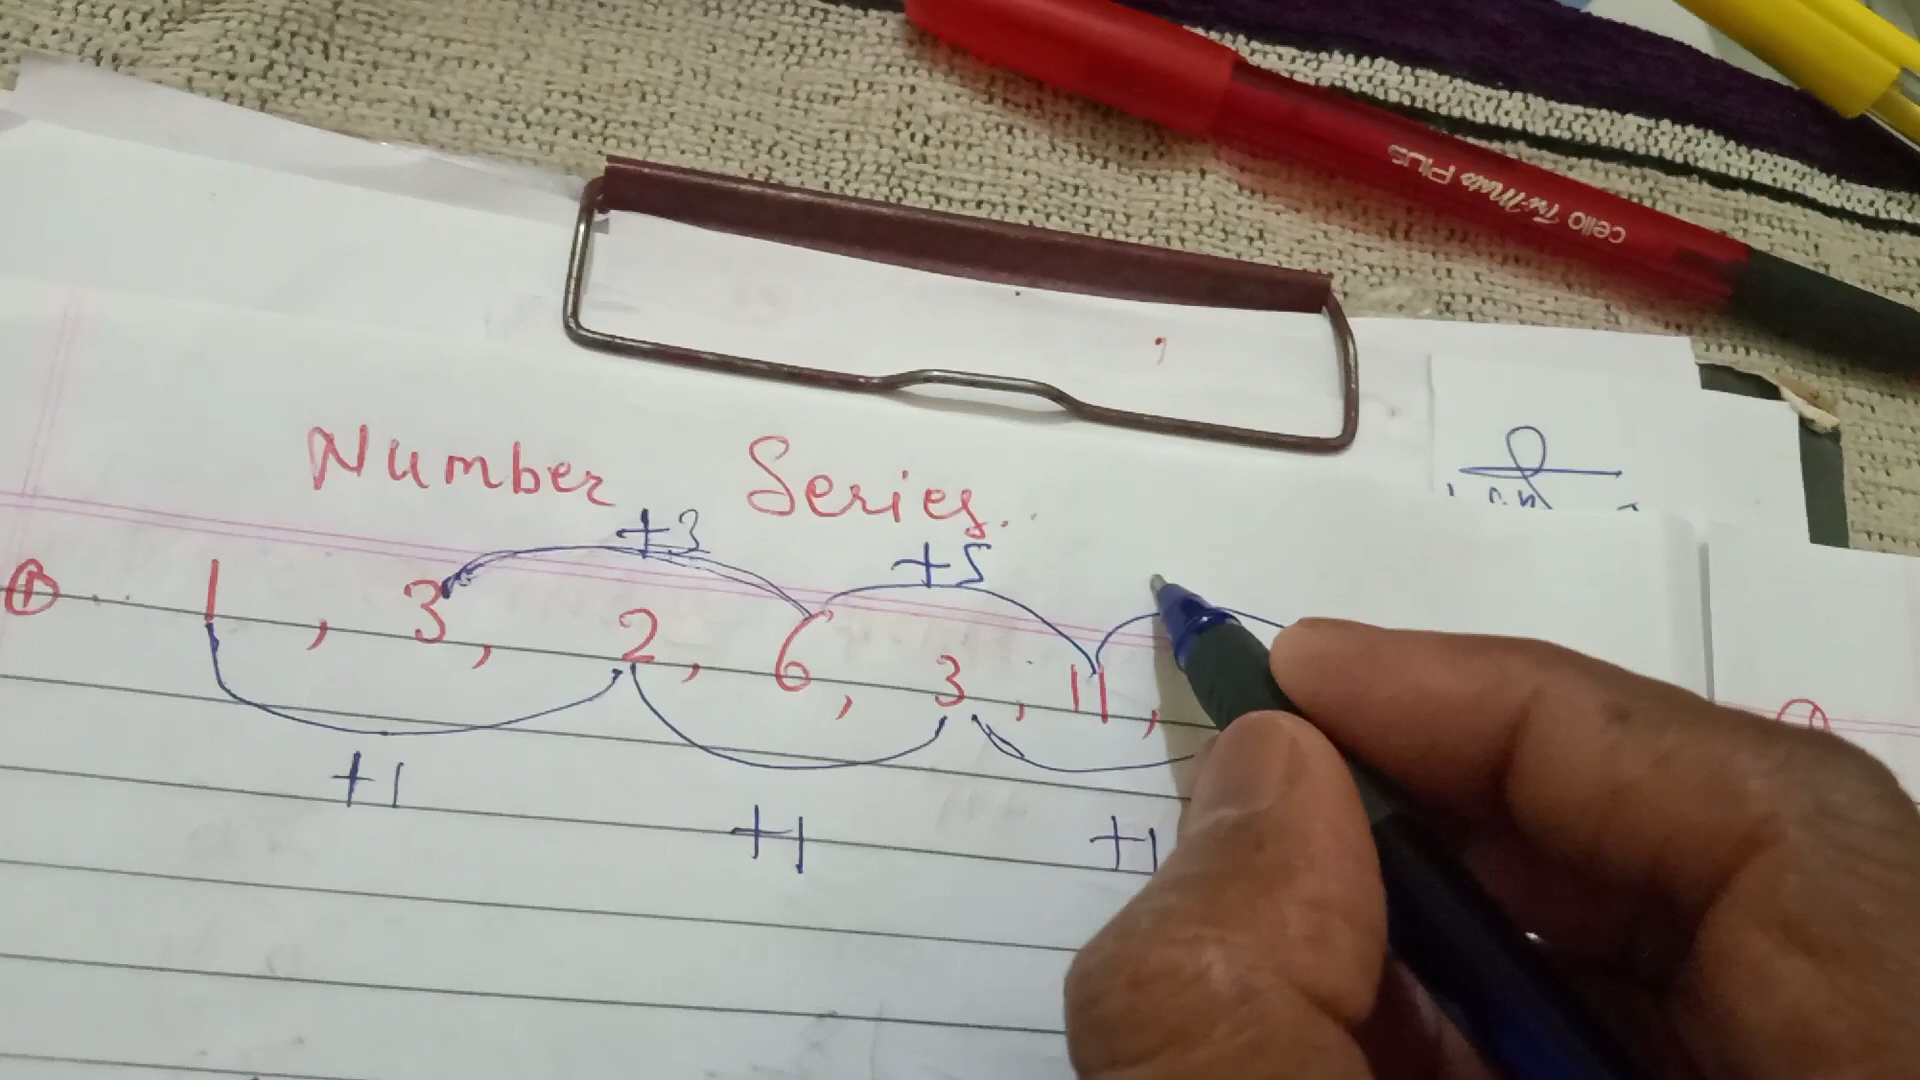 cello Tri-Mate Plus
Number Series..
+3 +5
① 1, 3, 2, 6, 3, 11,
+1 +1 +1